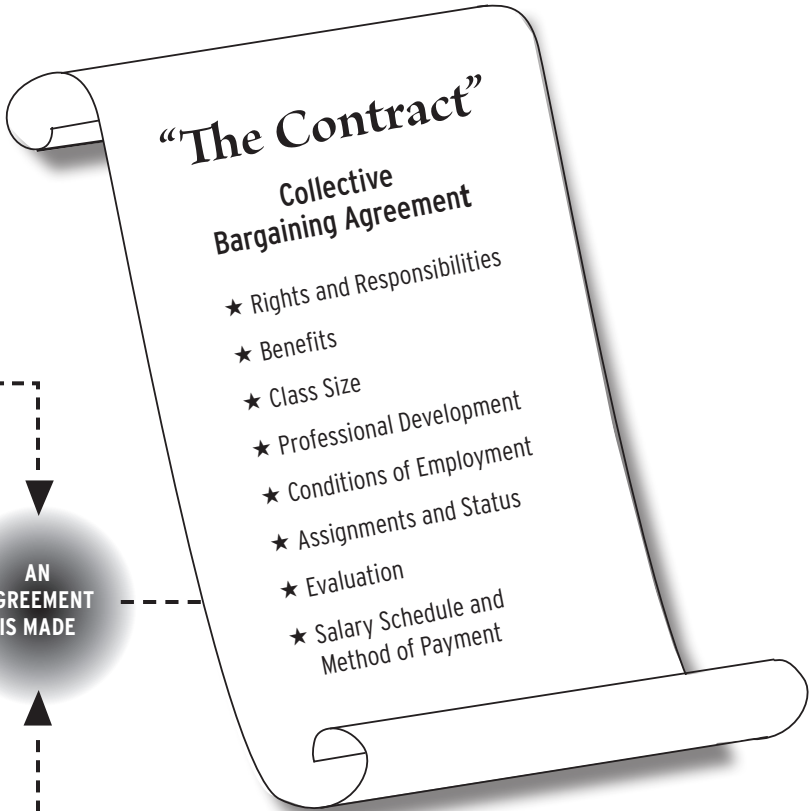 “The Contract”
Collective
Bargaining Agreement
★ Rights and Responsibilities
★ Benefits
★ Class Size
★ Professional Development
★ Conditions of Employment
★ Assignments and Status
★ Evaluation
★ Salary Schedule and
Method of Payment
AN
GREEMENT
IS MADE